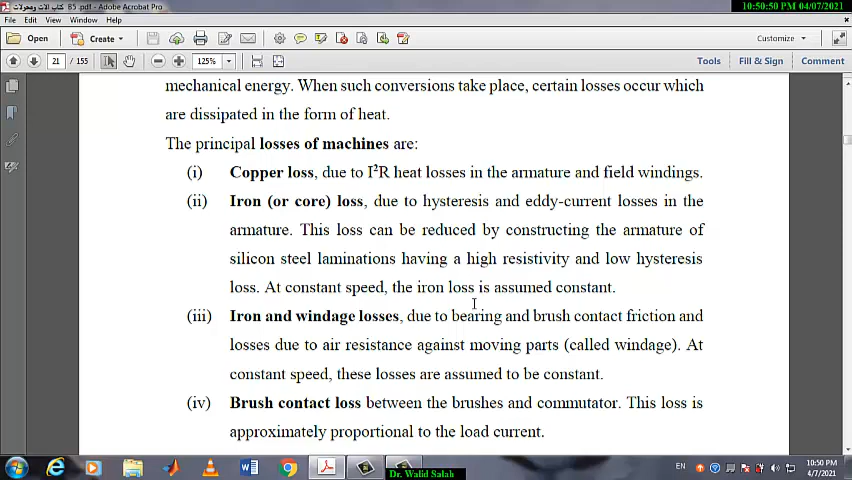 كتاب الات ومحولات B5 .pdf - Adobe Acrobat Pro
10:50:50 PM 04/07/2021
File Edit View Window Help
Open Create Customize
21 / 155 125% Tools Fill & Sign Comment
mechanical energy. When such conversions take place, certain losses occur which
are dissipated in the form of heat.
The principal losses of machines are:
(i) Copper loss, due to I²R heat losses in the armature and field windings.
(ii) Iron (or core) loss, due to hysteresis and eddy-current losses in the
armature. This loss can be reduced by constructing the armature of
silicon steel laminations having a high resistivity and low hysteresis
loss. At constant speed, the iron loss is assumed constant.
(iii) Iron and windage losses, due to bearing and brush contact friction and
losses due to air resistance against moving parts (called windage). At
constant speed, these losses are assumed to be constant.
(iv) Brush contact loss between the brushes and commutator. This loss is
approximately proportional to the load current.
EN 10:50 PM
4/7/2021
Dr. Walid Salah